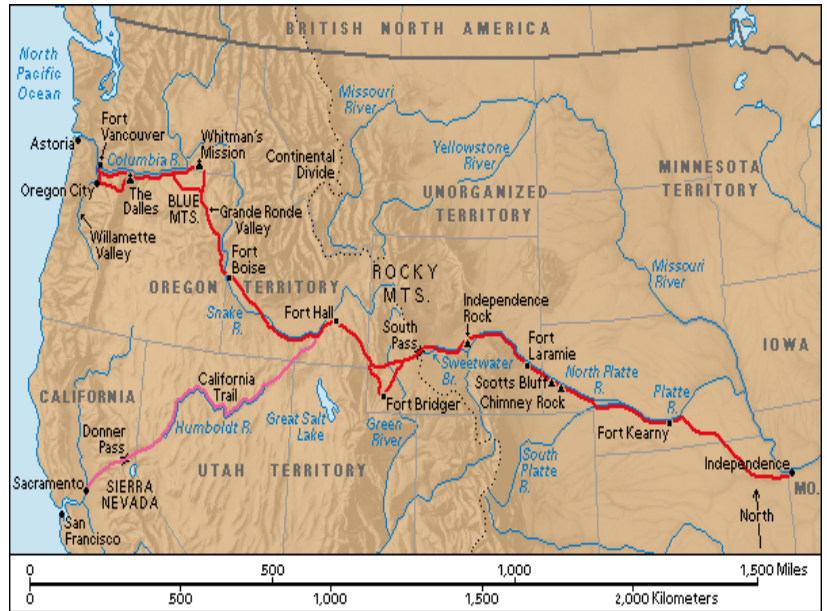 BRITISH NORTH AMERICA
North
Pacific
Ocean
Missouri
River
Fort
Vancouver
Whitman's
Mission
Astoria
Columbia R.
Yellowstone
River
Continental
Divide
MINNESOTA
TERRITORY
Oregon City
The
Dalles
BLUE
MTS.
UNORGANIZED
TERRITORY
Grande Ronde
Valley
Willamette
Valley
Fort
Boise
ROCKY
MTS.
Missouri
River
OREGON TERRITORY
Independence
Rock
Snake
R.
Fort Hall
South
Pass
Fort
Laramie
IOWA
Sweetwater
Br.
North Platte
R.
California
Trail
Scotts Bluff
Chimney Rock
Platte
R.
CALIFORNIA
Fort Bridger
Great Salt
Lake
Humboldt R.
Green
River
Fort Kearny
Donner
Pass
South
Platte
R.
UTAH TERRITORY
Independence
Sacramento
SIERRA
NEVADA
MO.
North
San
Francisco
0 500 1,000 1,500 Miles
0 500 1,000 1,500 2,000 Kilometers